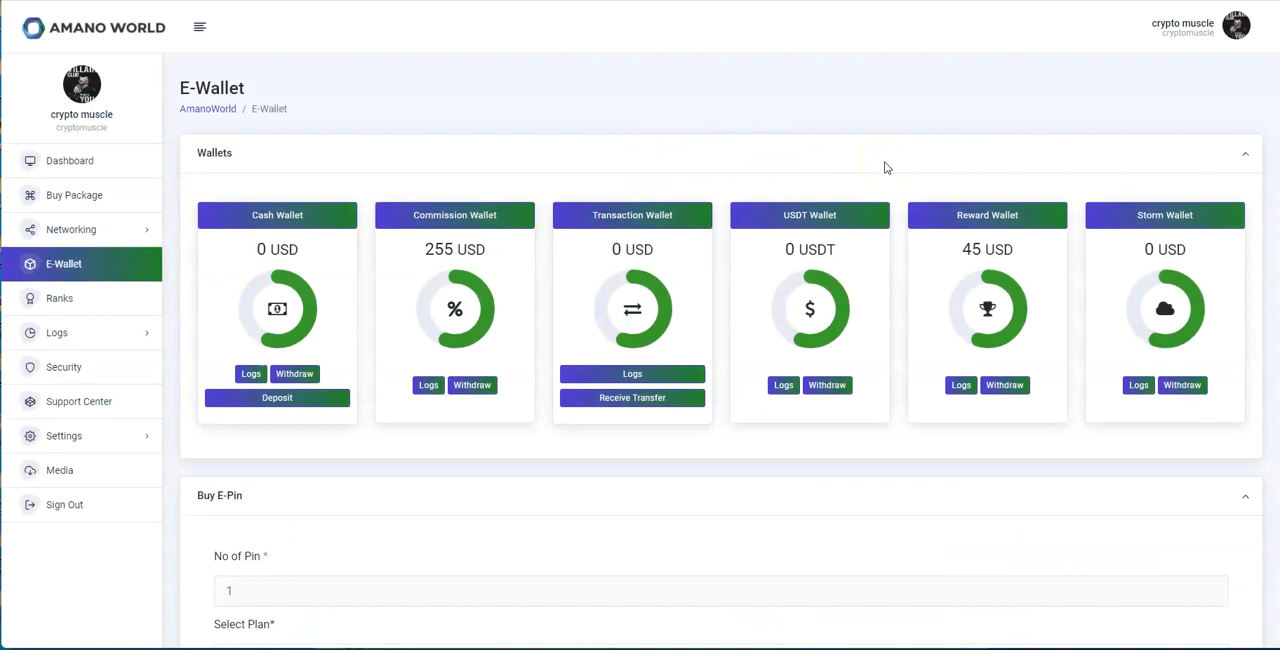 AMANO WORLD
crypto muscle
cryptomuscle
crypto muscle
cryptomuscle
Dashboard
Buy Package
Networking
E-Wallet
Ranks
Logs
Security
Support Center
Settings
Media
Sign Out
E-Wallet
AmanoWorld / E-Wallet
Wallets
Cash Wallet
0 USD
Logs Withdraw
Deposit
Commission Wallet
255 USD
Logs Withdraw
Transaction Wallet
0 USD
Logs
Receive Transfer
USDT Wallet
0 USDT
Logs Withdraw
Reward Wallet
45 USD
Logs Withdraw
Storm Wallet
0 USD
Logs Withdraw
Buy E-Pin
No of Pin *
1
Select Plan*